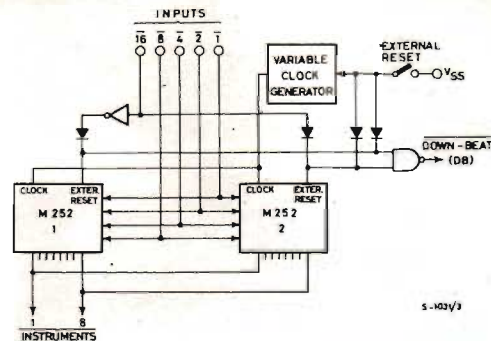 INPUTS
16 8 4 2 1
VARIABLE
CLOCK
GENERATOR
EXTERNAL
RESET
VSS
DOWN-BEAT
(DB)
CLOCK EXTER.
RESET
M 252
1
CLOCK EXTER.
RESET
M 252
2
1 8
INSTRUMENTS
S-1031/3